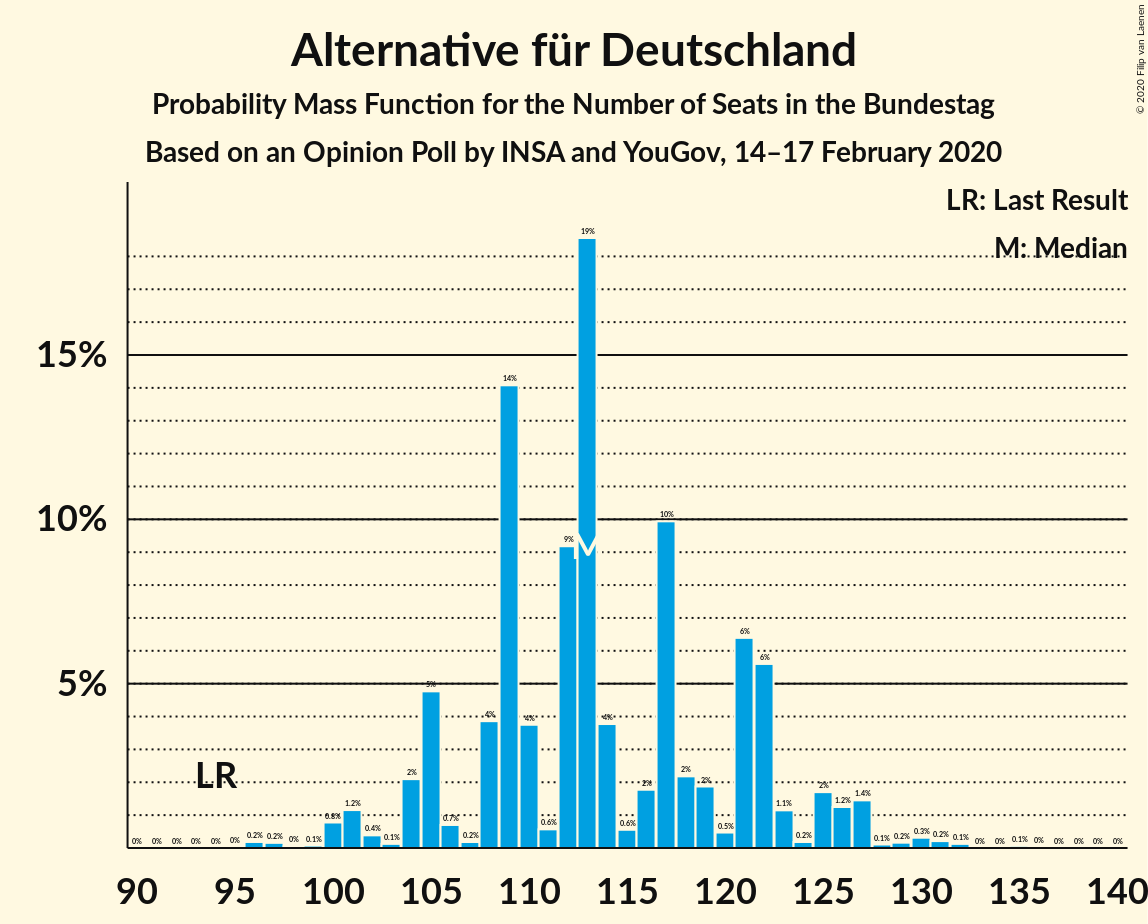 Alternative für Deutschland
Probability Mass Function for the Number of Seats in the Bundestag
Based on an Opinion Poll by INSA and YouGov, 14–17 February 2020
© 2020 Filip van Laenen
LR: Last Result
M: Median
15%
10%
5%
LR
M
0% 0% 0% 0% 0% 0% 0.2% 0.2% 0% 0.1% 0.8% 1.2% 0.4% 0.1% 2% 5% 0.7% 0.2% 4% 14% 4% 0.6% 9% 19% 4% 0.6% 2% 10% 2% 2% 0.5% 6% 6% 1.1% 0.2% 2% 1.2% 1.4% 0.1% 0.2% 0.3% 0.2% 0.1% 0% 0% 0.1% 0% 0% 0% 0% 0%
90 95 100 105 110 115 120 125 130 135 140